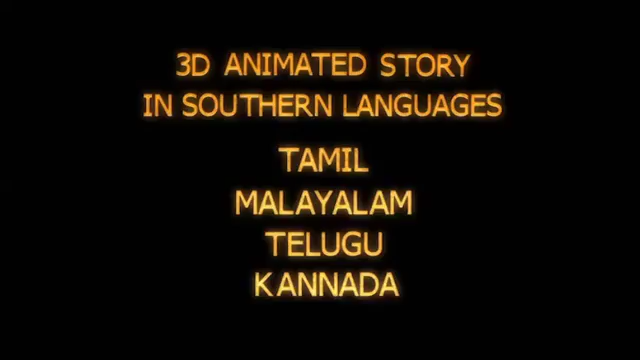 3D ANIMATED STORY
IN SOUTHERN LANGUAGES
TAMIL
MALAYALAM
TELUGU
KANNADA